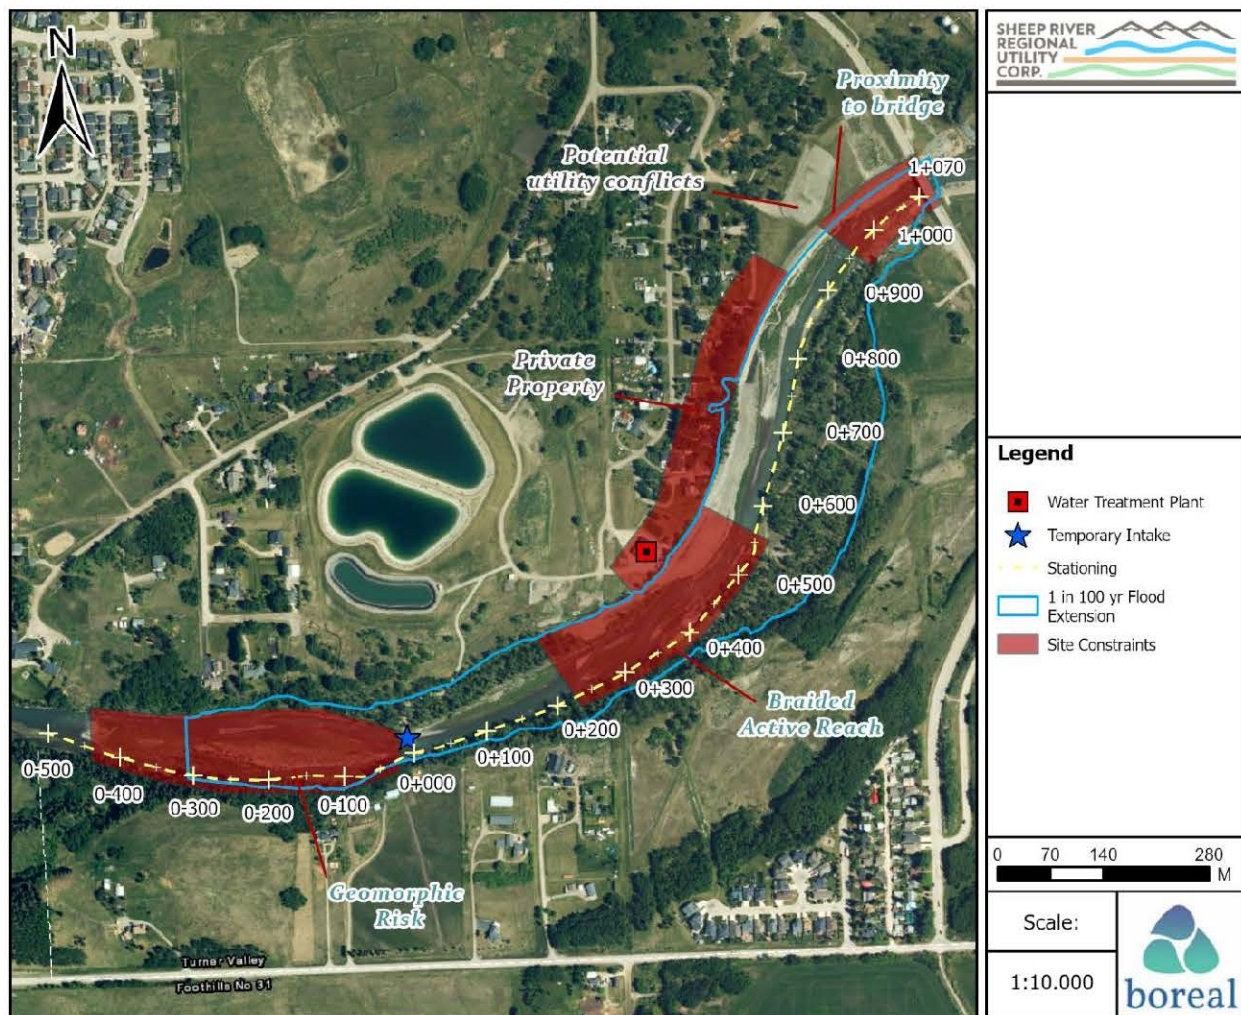 N
Proximity
to bridge
Potential
utility conflicts
1+070
1+000
0+900
0+800
Private
Property
0+700
0+600
0+500
0+400
0+300
Braided
Active Reach
0+200
0+100
0+000
0-100
0-200
0-300
0-400
0-500
Geomorphic
Risk
Turner Valley
Foothills No 31
SHEEP RIVER
REGIONAL
UTILITY
CORP.
Legend
Water Treatment Plant
Temporary Intake
Stationing
1 in 100 yr Flood
Extension
Site Constraints
0 70 140 280
M
Scale:
1:10.000
boreal